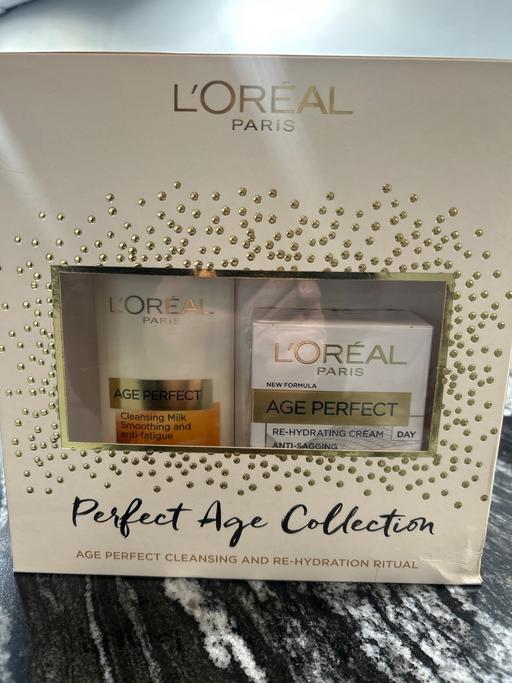 L'ORÉAL
PARIS
L'ORÉAL
PARIS
AGE PERFECT
Cleansing Milk
Smoothing and
anti-fatigue
L'ORÉAL
PARIS
NEW FORMULA
AGE PERFECT
RE-HYDRATING CREAM DAY
ANTI-SAGGING
Perfect Age Collection
AGE PERFECT CLEANSING AND RE-HYDRATION RITUAL